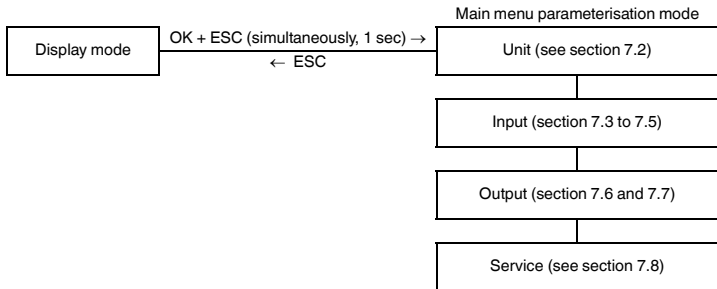 Main menu parameterisation mode
Display mode
OK + ESC (simultaneously, 1 sec) →
← ESC
Unit (see section 7.2)
Input (section 7.3 to 7.5)
Output (section 7.6 and 7.7)
Service (see section 7.8)